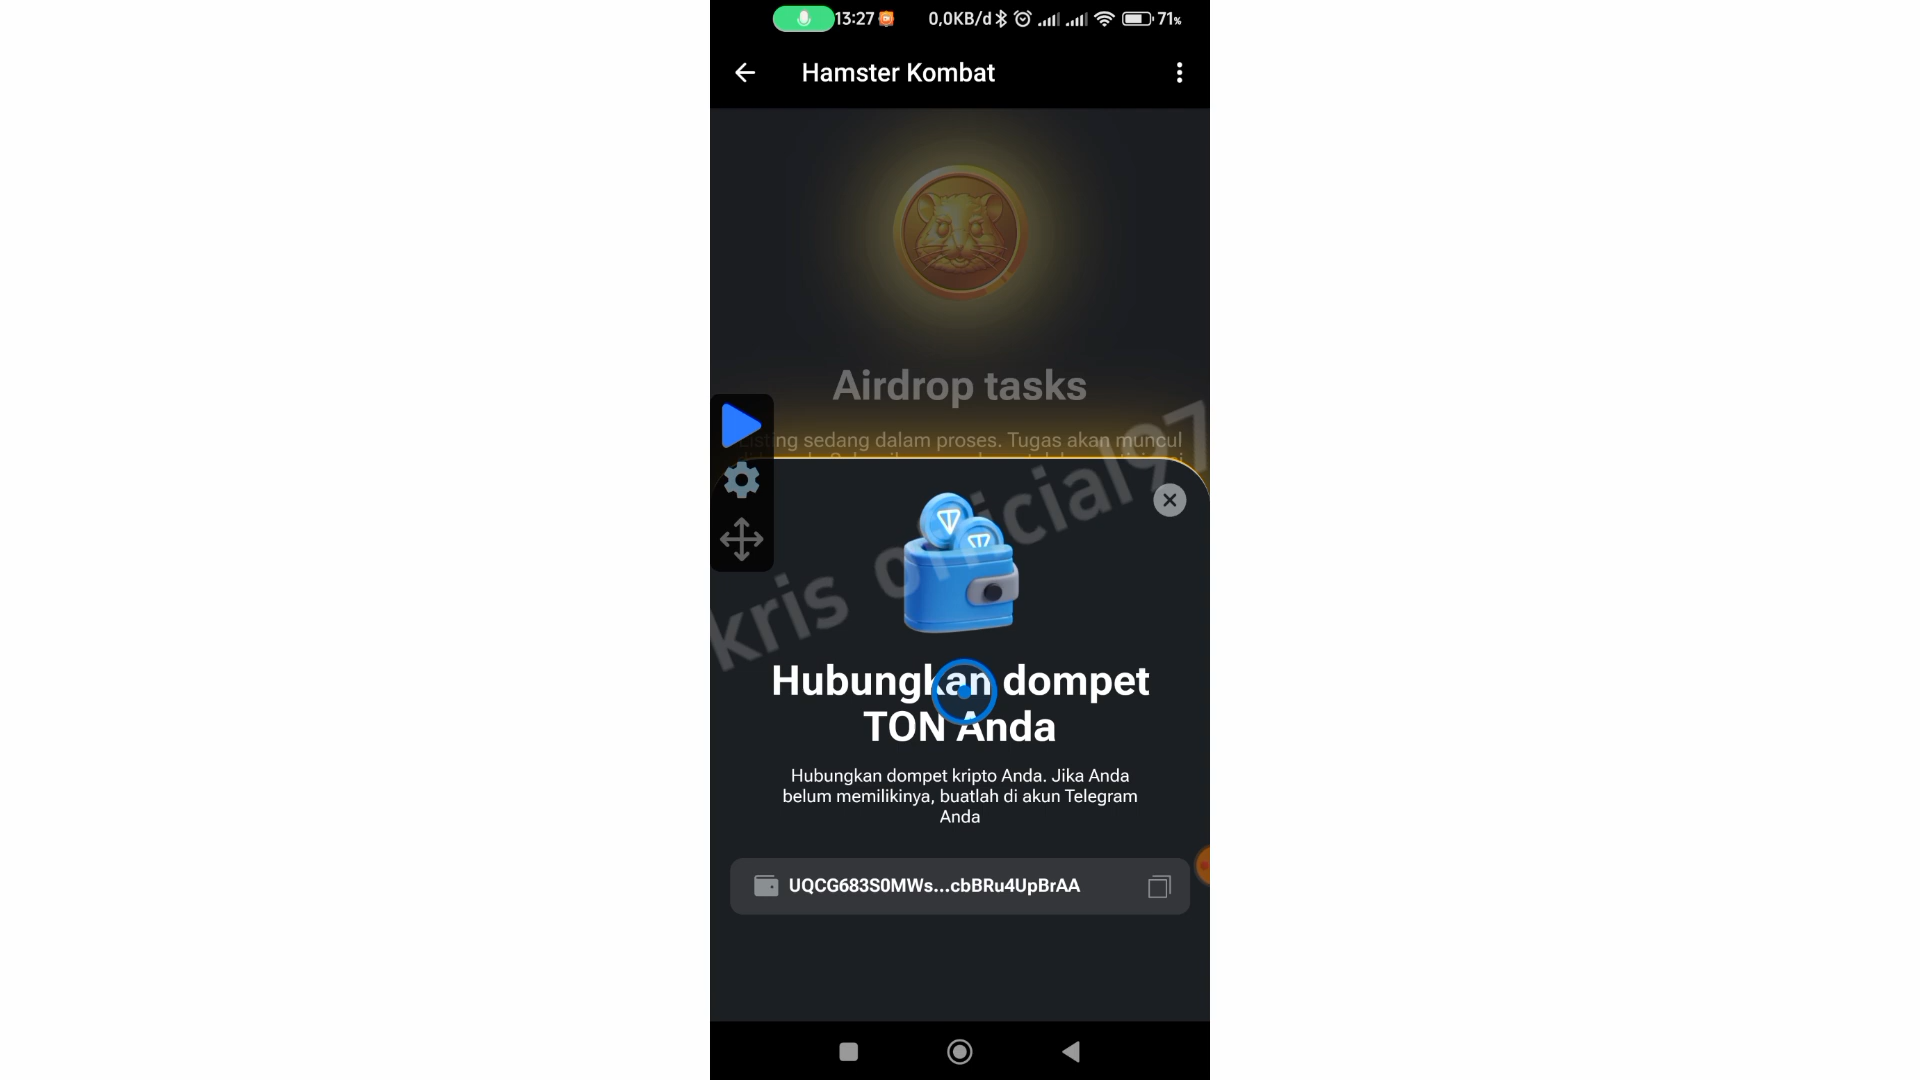 13:27 0,0KB/d 71%
Hamster Kombat
Airdrop tasks
Listing sedang dalam proses. Tugas akan muncul
kris official97
Hubungkan dompet
TON Anda
Hubungkan dompet kripto Anda. Jika Anda
belum memilikinya, buatlah di akun Telegram
Anda
UQCG683S0MWs...cbBRu4UpBrAA